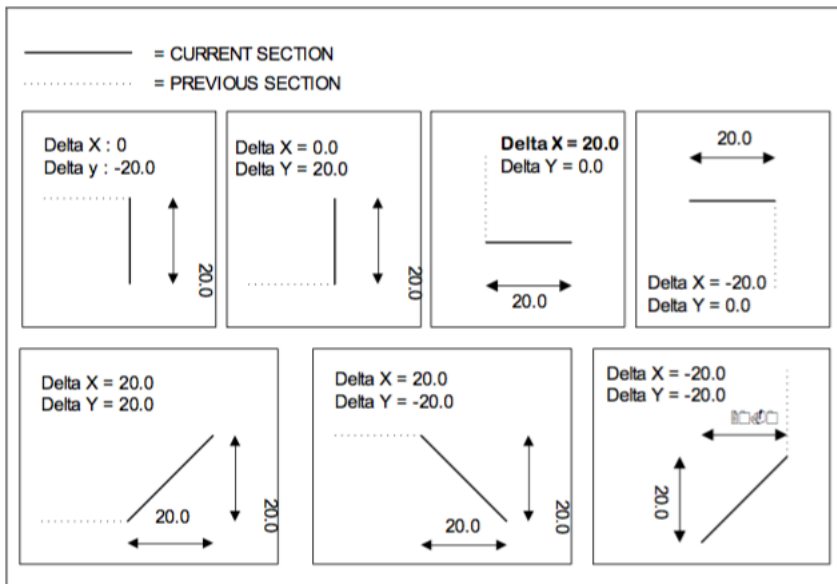 = CURRENT SECTION
= PREVIOUS SECTION
Delta X : 0
Delta y : -20.0
20.0
Delta X = 0.0
Delta Y = 20.0
20.0
Delta X = 20.0
Delta Y = 0.0
20.0
20.0
Delta X = -20.0
Delta Y = 0.0
Delta X = 20.0
Delta Y = 20.0
20.0
20.0
Delta X = 20.0
Delta Y = -20.0
20.0
20.0
Delta X = -20.0
Delta Y = -20.0
20.0